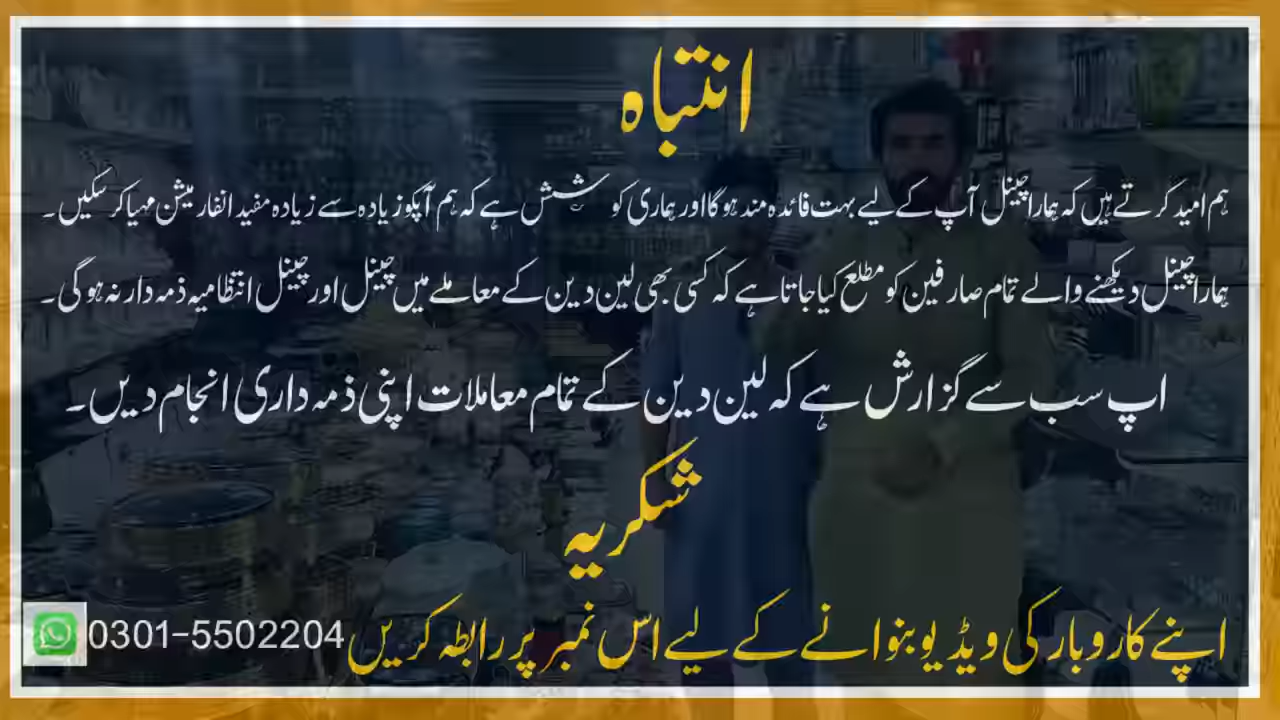 انتباہ
ہم امید کرتے ہیں کہ ہمارا چینل آپ کے لیے بہت فائدہ مند ہوگا اور ہماری کوشش ہے کہ ہم آپکو زیادہ سے زیادہ مفید انفارمیشن مہیا کر سکیں۔
ہمارا چینل دیکھنے والے تمام صارفین کو مطلع کیا جاتا ہے کہ کسی بھی لین دین کے معاملے میں چینل اور چینل انتظامیہ ذمہ دار نہ ہوگی۔
اپ سب سے گزارش ہے کہ لین دین کے تمام معاملات اپنی ذمہ داری انجام دیں۔
شکریہ
اپنے کاروبار کی ویڈیو بنوانے کے لیے اس نمبر پر رابطہ کریں 0301-5502204